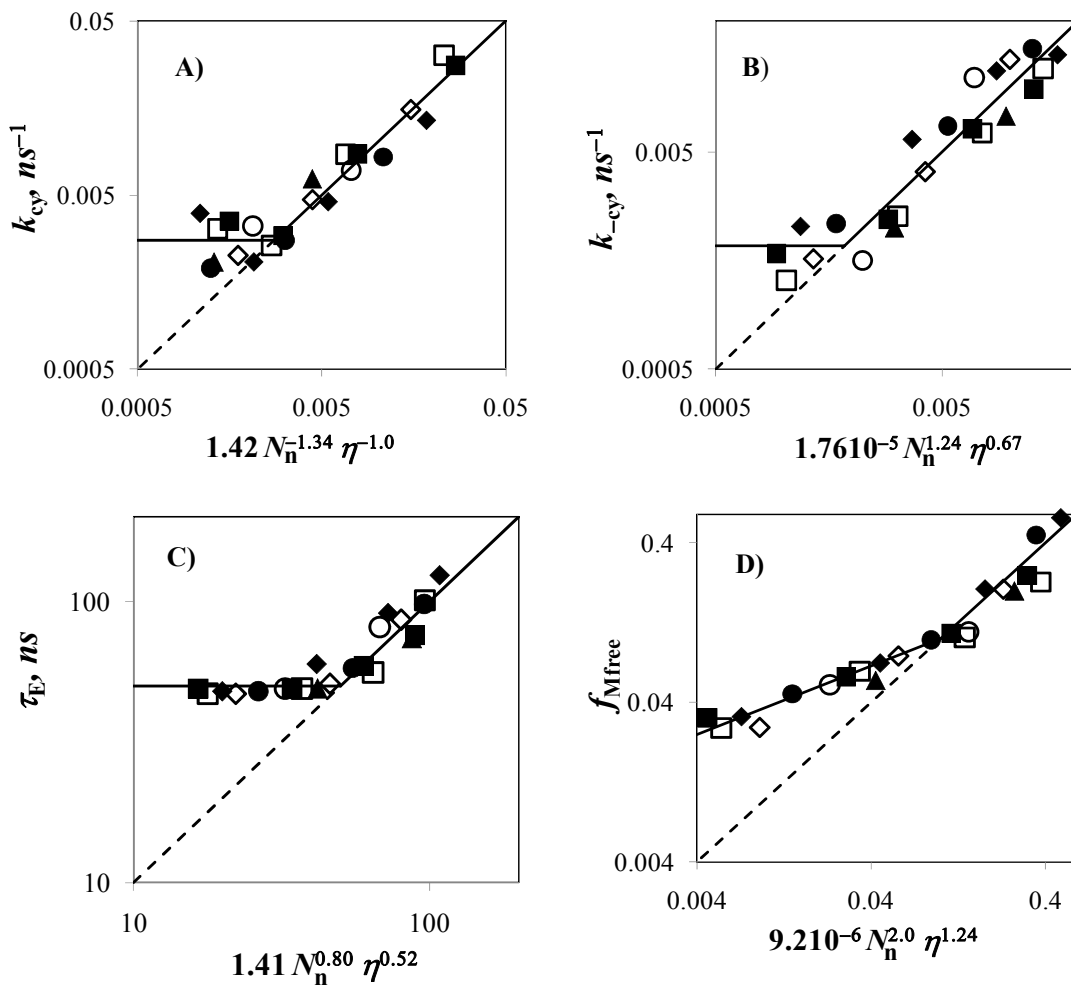 A)
0.05
0.005
0.0005
0.0005 0.005 0.05
k_cy, ns^−1
1.42 N_n^−1.34 η^−1.0
B)
0.005
0.0005
0.0005 0.005
k_−cy, ns^−1
1.7610^−5 N_n^1.24 η^0.67
C)
100
10
10 100
τ_E, ns
1.41 N_n^0.80 η^0.52
D)
0.4
0.04
0.004
0.004 0.04 0.4
f_Mfree
9.210^−6 N_n^2.0 η^1.24